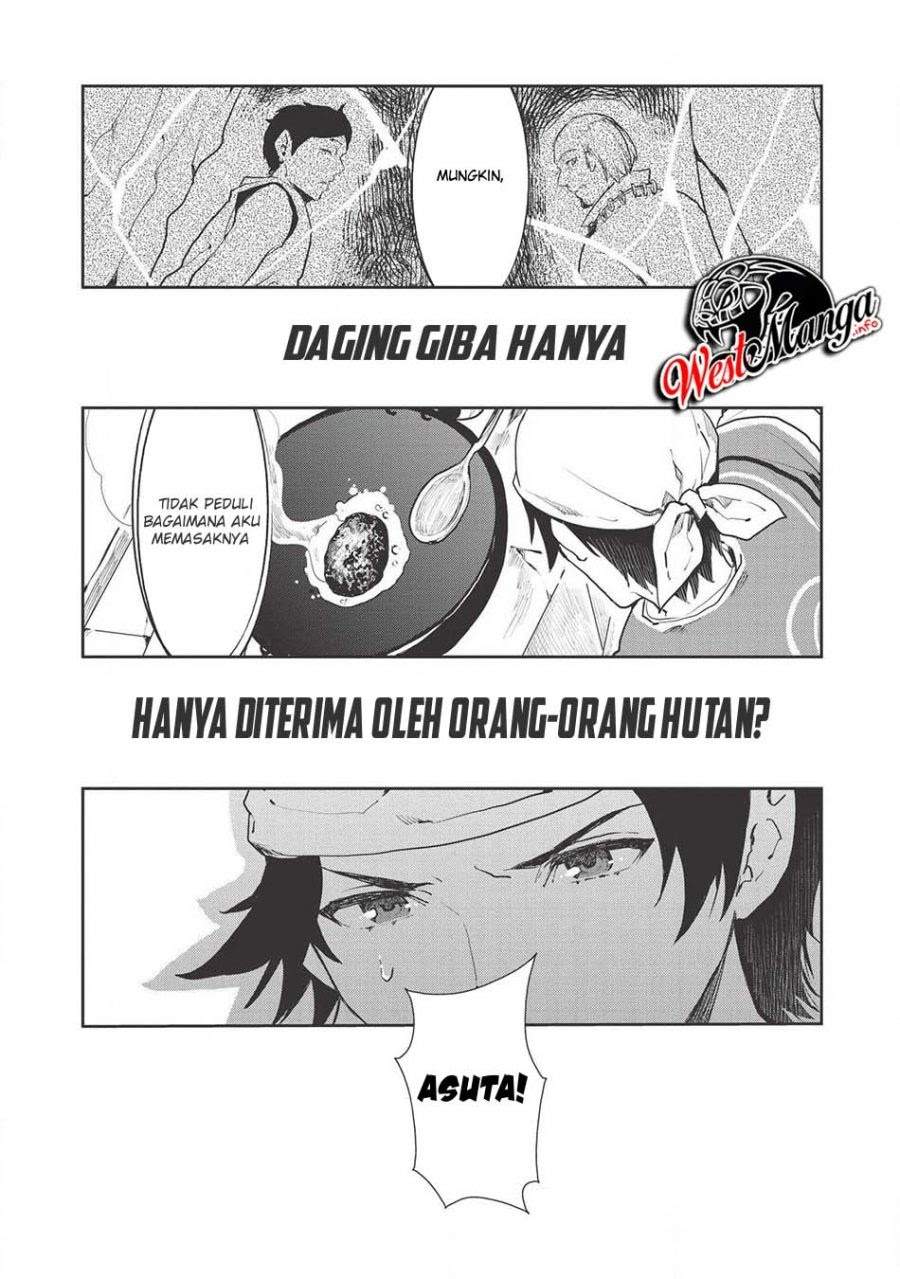 MUNGKIN,
WestManga
.info
DAGING GIBA HANYA
TIDAK PEDULI
BAGAIMANA AKU
MEMASAKNYA
HANYA DITERIMA OLEH ORANG-ORANG HUTAN?
ASUTA!